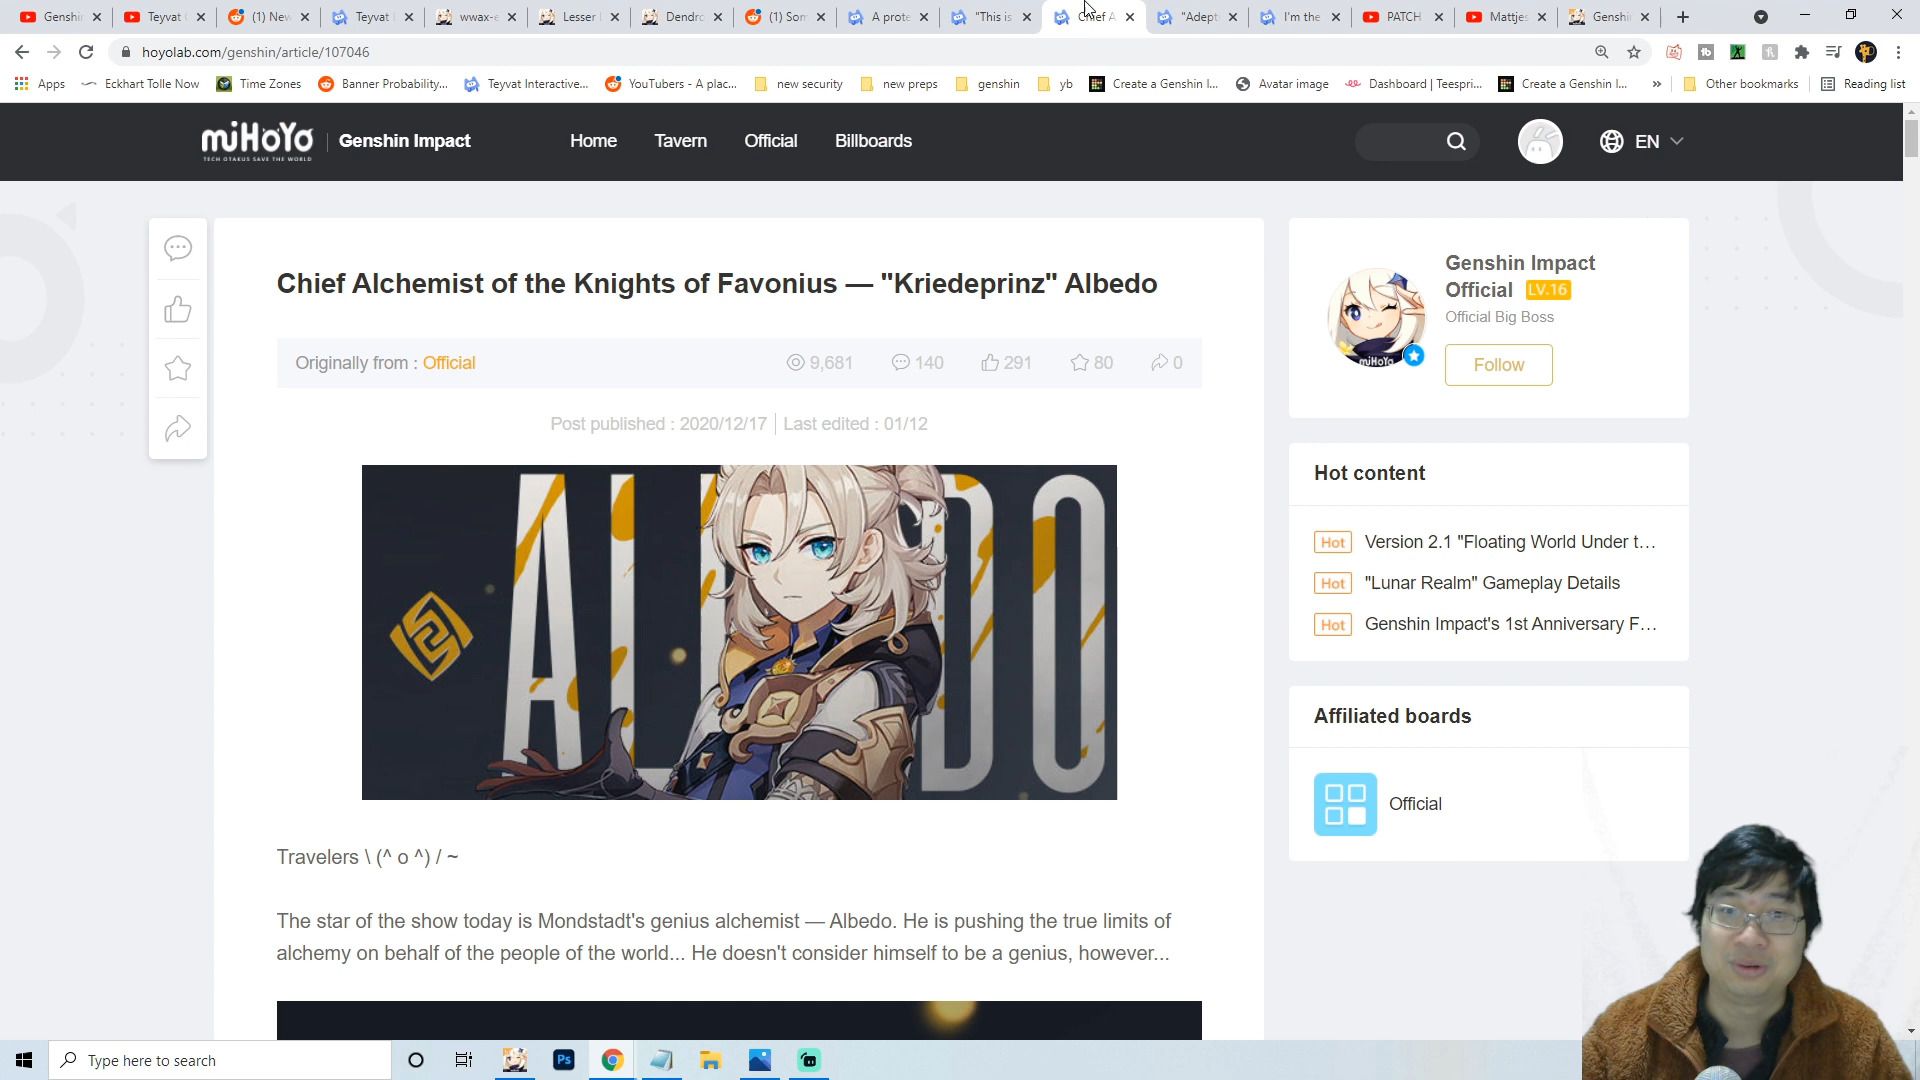 Genshi
Teyvat
(1) Nev
Teyvat
wwax-e
Lesser
Dendro
(1) Son
A prote
"This is
Chief A
"Adept
I'm the
PATCH
Mattjes
Genshi
hoyolab.com/genshin/article/107046
Apps
Eckhart Tolle Now
Time Zones
Banner Probability...
Teyvat Interactive...
YouTubers - A plac...
new security
new preps
genshin
yb
Create a Genshin I...
Avatar image
Dashboard | Teespri...
Create a Genshin I...
»
Other bookmarks
Reading list
miHoYo
TECH OTAKUS SAVE THE WORLD
Genshin Impact
Home
Tavern
Official
Billboards
EN
Chief Alchemist of the Knights of Favonius — "Kriedeprinz" Albedo
Originally from : Official
9,681
140
291
80
0
Post published : 2020/12/17 | Last edited : 01/12
Travelers \ (^ o ^) / ~
The star of the show today is Mondstadt's genius alchemist — Albedo. He is pushing the true limits of
alchemy on behalf of the people of the world... He doesn't consider himself to be a genius, however...
Genshin Impact
Official LV.16
Official Big Boss
miHoYo
Follow
Hot content
Hot Version 2.1 "Floating World Under t...
Hot "Lunar Realm" Gameplay Details
Hot Genshin Impact's 1st Anniversary F...
Affiliated boards
Official
Type here to search
Ps